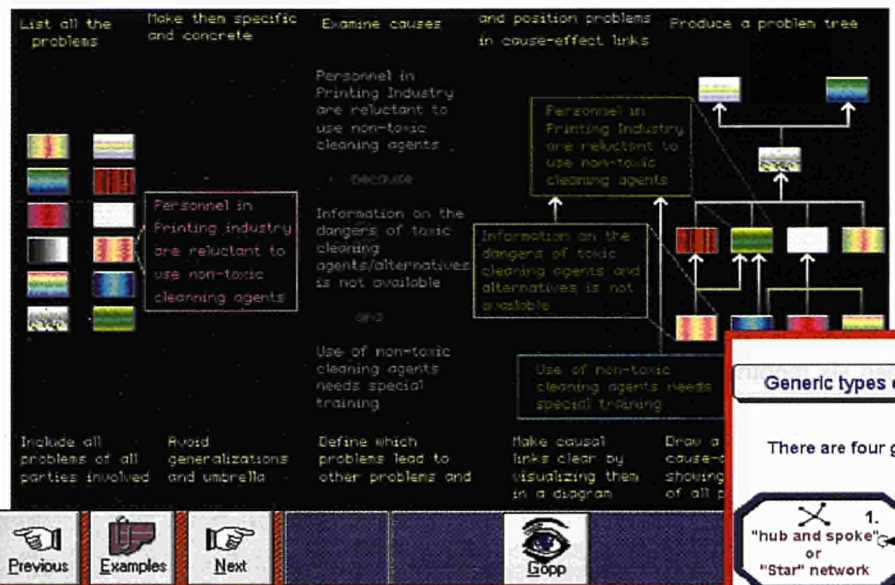 List all the
problems
Make them specific
and concrete
Examine causes
and position problems
in cause-effect links
Produce a problem tree
Personnel in
Printing industry
are reluctant to
use non-toxic
cleanning agents
Personnel in
Printing Industry
are reluctant to
use non-toxic
cleaning agents
because
Information on the
dangers of toxic
cleaning
agents/alternatives
is not available
and
Use of non-toxic
cleaning agents
needs special
training
Personnel in
Printing Industry
are reluctant to
use non-toxic
cleaning agents
Information on the
dangers of toxic
cleaning agents and
alternatives is not
available
Use of non-toxic
cleaning agents needs
special training
Include all
problems of all
parties involved
Avoid
generalizations
and umbrella
Define which
problems lead to
other problems and
Make causal
links clear by
visualizing them
in a diagram
Draw a
cause-
showing
of all p
Generic types
There are four g
1.
"hub and spoke"
or
"Star" network
Previous
Examples
Next
Gopp